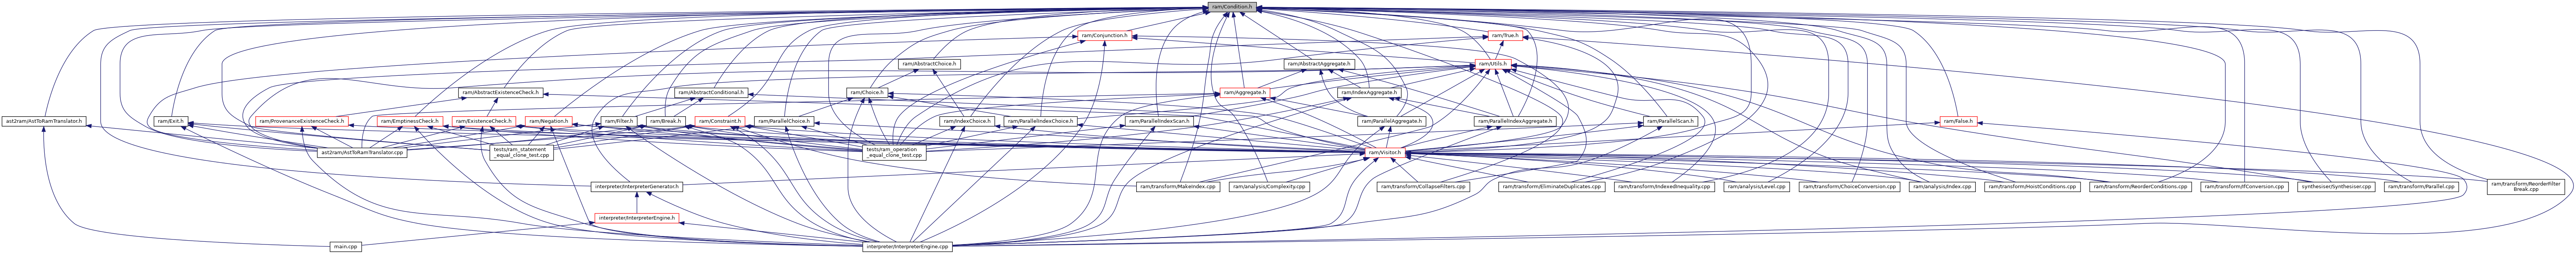 ram/Condition.h
ram/Conjunction.h
ram/True.h
ram/AbstractChoice.h
ram/AbstractAggregate.h
ram/Utils.h
ram/AbstractExistenceCheck.h
ram/AbstractConditional.h
ram/Choice.h
ram/Aggregate.h
ram/IndexAggregate.h
ast2ram/AstToRamTranslator.h
ram/Exit.h
ram/ProvenanceExistenceCheck.h
ram/EmptinessCheck.h
ram/ExistenceCheck.h
ram/Negation.h
ram/Filter.h
ram/Break.h
ram/Constraint.h
ram/ParallelChoice.h
ram/IndexChoice.h
ram/ParallelIndexChoice.h
ram/ParallelIndexScan.h
ram/ParallelAggregate.h
ram/ParallelIndexAggregate.h
ram/ParallelScan.h
ram/False.h
ast2ram/AstToRamTranslator.cpp
tests/ram_statement
_equal_clone_test.cpp
tests/ram_operation
_equal_clone_test.cpp
ram/Visitor.h
interpreter/InterpreterGenerator.h
ram/transform/MakeIndex.cpp
ram/analysis/Complexity.cpp
ram/transform/CollapseFilters.cpp
ram/transform/EliminateDuplicates.cpp
ram/transform/IndexedInequality.cpp
ram/analysis/Level.cpp
ram/transform/ChoiceConversion.cpp
ram/analysis/Index.cpp
ram/transform/HoistConditions.cpp
ram/transform/ReorderConditions.cpp
ram/transform/IfConversion.cpp
synthesiser/Synthesiser.cpp
ram/transform/Parallel.cpp
ram/transform/ReorderFilter
Break.cpp
interpreter/InterpreterEngine.h
main.cpp
interpreter/InterpreterEngine.cpp